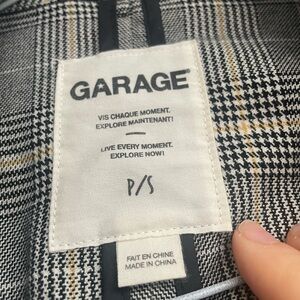 GARAGE
VIS CHAQUE MOMENT.
EXPLORE MAINTENANT!
LIVE EVERY MOMENT.
EXPLORE NOW!
P/S
FAIT EN CHINE
MADE IN CHINA